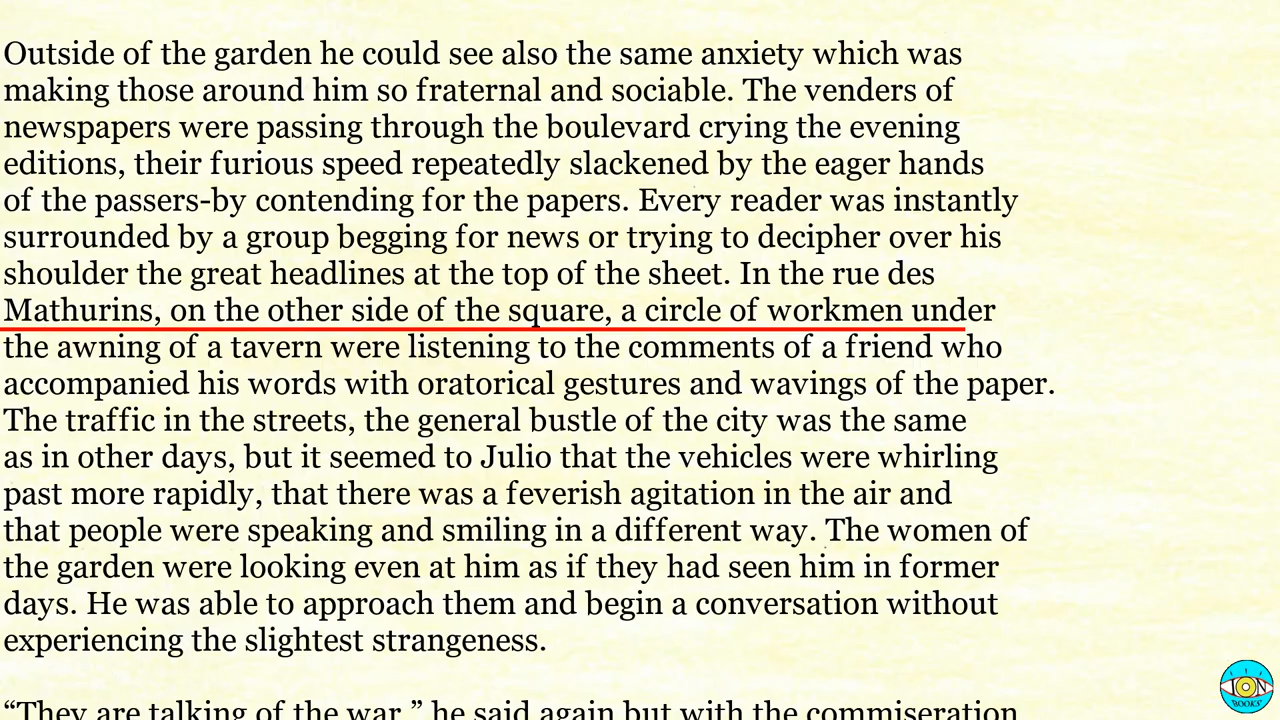 Outside of the garden he could see also the same anxiety which was
making those around him so fraternal and sociable. The venders of
newspapers were passing through the boulevard crying the evening
editions, their furious speed repeatedly slackened by the eager hands
of the passers-by contending for the papers. Every reader was instantly
surrounded by a group begging for news or trying to decipher over his
shoulder the great headlines at the top of the sheet. In the rue des
Mathurins, on the other side of the square, a circle of workmen under
the awning of a tavern were listening to the comments of a friend who
accompanied his words with oratorical gestures and wavings of the paper.
The traffic in the streets, the general bustle of the city was the same
as in other days, but it seemed to Julio that the vehicles were whirling
past more rapidly, that there was a feverish agitation in the air and
that people were speaking and smiling in a different way. The women of
the garden were looking even at him as if they had seen him in former
days. He was able to approach them and begin a conversation without
experiencing the slightest strangeness.
“They are talking of the war,” he said again but with the commiseration
ION
BOOKS